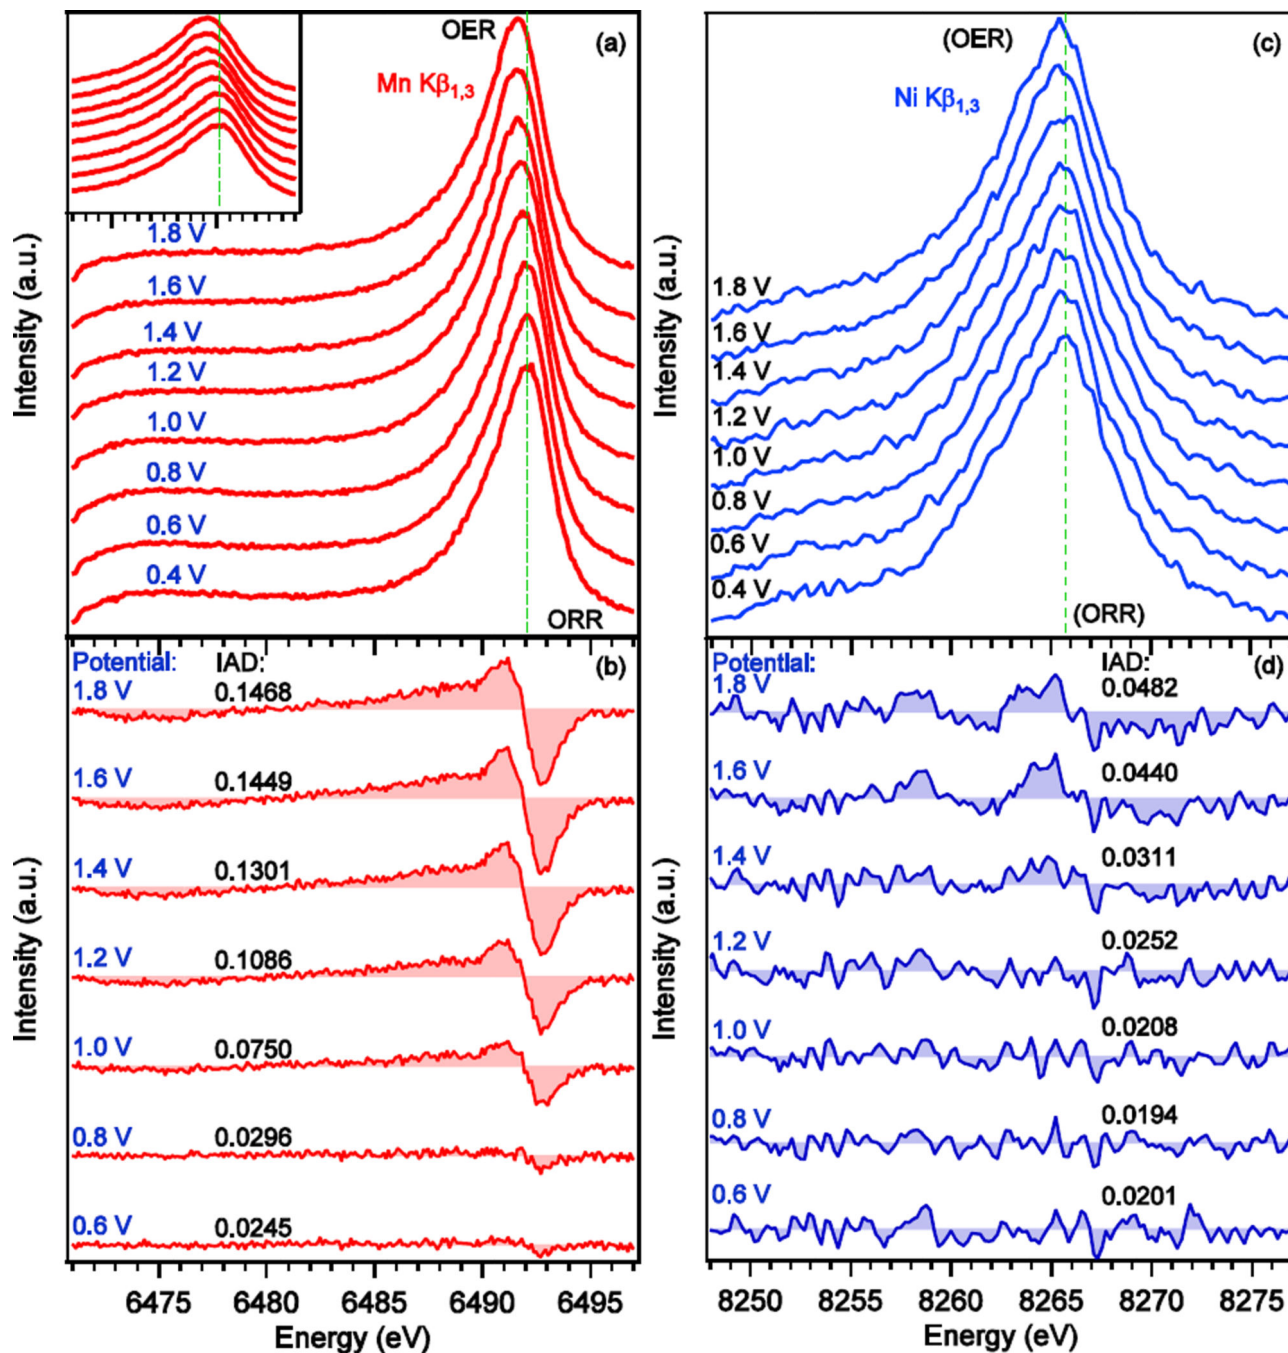 OER
(a)
Mn Kβ1,3
1.8 V
1.6 V
1.4 V
1.2 V
1.0 V
0.8 V
0.6 V
0.4 V
ORR
Intensity (a.u.)
(OER)
(c)
Ni Kβ1,3
1.8 V
1.6 V
1.4 V
1.2 V
1.0 V
0.8 V
0.6 V
0.4 V
(ORR)
Intensity (a.u.)
Potential: IAD: (b)
1.8 V 0.1468
1.6 V 0.1449
1.4 V 0.1301
1.2 V 0.1086
1.0 V 0.0750
0.8 V 0.0296
0.6 V 0.0245
Intensity (a.u.)
6475 6480 6485 6490 6495
Energy (eV)
Potential: IAD: (d)
1.8 V 0.0482
1.6 V 0.0440
1.4 V 0.0311
1.2 V 0.0252
1.0 V 0.0208
0.8 V 0.0194
0.6 V 0.0201
Intensity (a.u.)
8250 8255 8260 8265 8270 8275
Energy (eV)